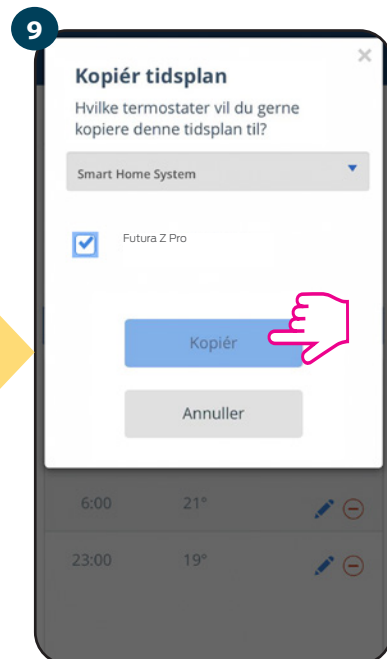 9
Kopiér tidsplan
Hvilke termostater vil du gerne
kopiere denne tidsplan til?
Smart Home System
Futura Z Pro
Kopiér
Annuller
6:00 21°
23:00 19°